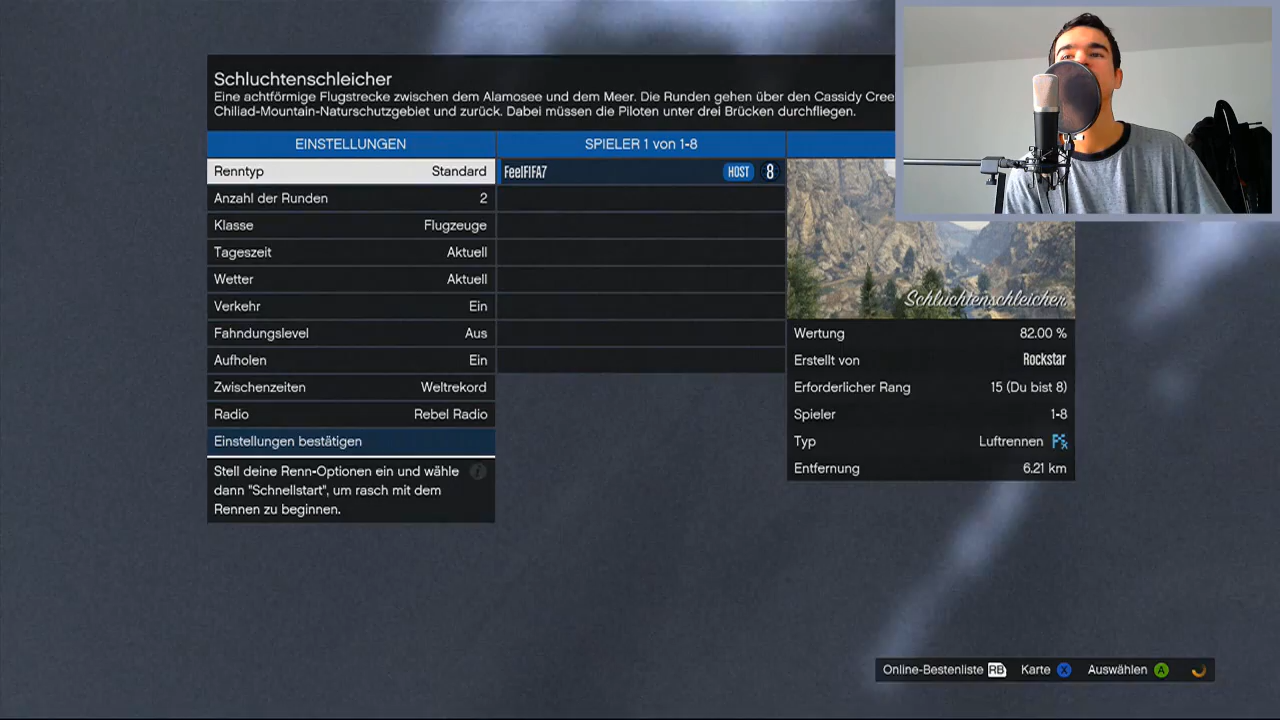 Schluchtenschleicher
Eine achtförmige Flugstrecke zwischen dem Alamosee und dem Meer. Die Runden gehen über den Cassidy Cree
Chiliad-Mountain-Naturschutzgebiet und zurück. Dabei müssen die Piloten unter drei Brücken durchfliegen.
EINSTELLUNGEN
SPIELER 1 von 1-8
Renntyp Standard
FeelFIFA7 HOST 8
Anzahl der Runden 2
Klasse Flugzeuge
Tageszeit Aktuell
Wetter Aktuell
Verkehr Ein
Fahndungslevel Aus
Aufholen Ein
Zwischenzeiten Weltrekord
Radio Rebel Radio
Einstellungen bestätigen
Stell deine Renn-Optionen ein und wähle
dann "Schnellstart", um rasch mit dem
Rennen zu beginnen.
Schluchtenschleicher
Wertung 82.00 %
Erstellt von Rockstar
Erforderlicher Rang 15 (Du bist 8)
Spieler 1-8
Typ Luftrennen
Entfernung 6.21 km
Online-Bestenliste RB Karte X Auswählen A